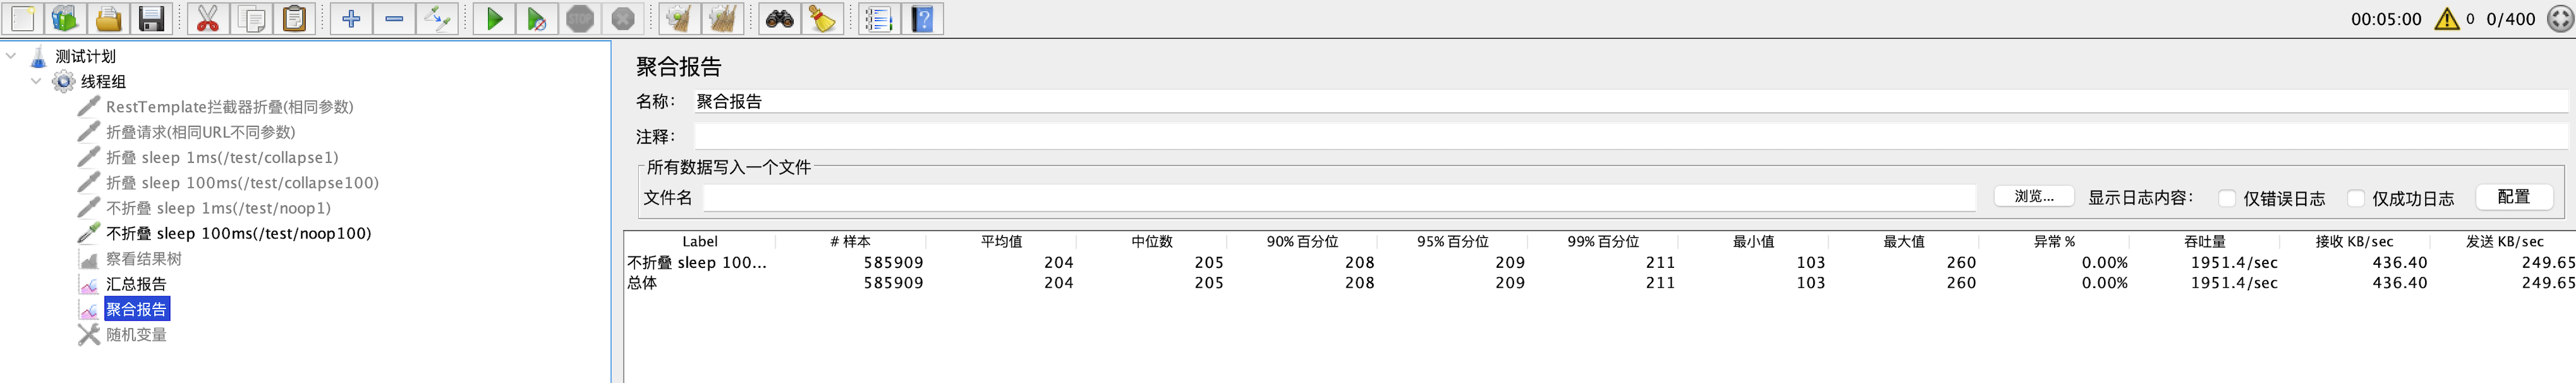 00:05:00 0 0/400
测试计划
线程组
RestTemplate拦截器折叠(相同参数)
折叠请求(相同URL不同参数)
折叠 sleep 1ms(/test/collapse1)
折叠 sleep 100ms(/test/collapse100)
不折叠 sleep 1ms(/test/noop1)
不折叠 sleep 100ms(/test/noop100)
察看结果树
汇总报告
聚合报告
随机变量
聚合报告
名称： 聚合报告
注释：
所有数据写入一个文件
文件名 浏览... 显示日志内容： 仅错误日志 仅成功日志 配置
Label # 样本 平均值 中位数 90% 百分位 95% 百分位 99% 百分位 最小值 最大值 异常 % 吞吐量 接收 KB/sec 发送 KB/sec
不折叠 sleep 100... 585909 204 205 208 209 211 103 260 0.00% 1951.4/sec 436.40 249.65
总体 585909 204 205 208 209 211 103 260 0.00% 1951.4/sec 436.40 249.65
STOP